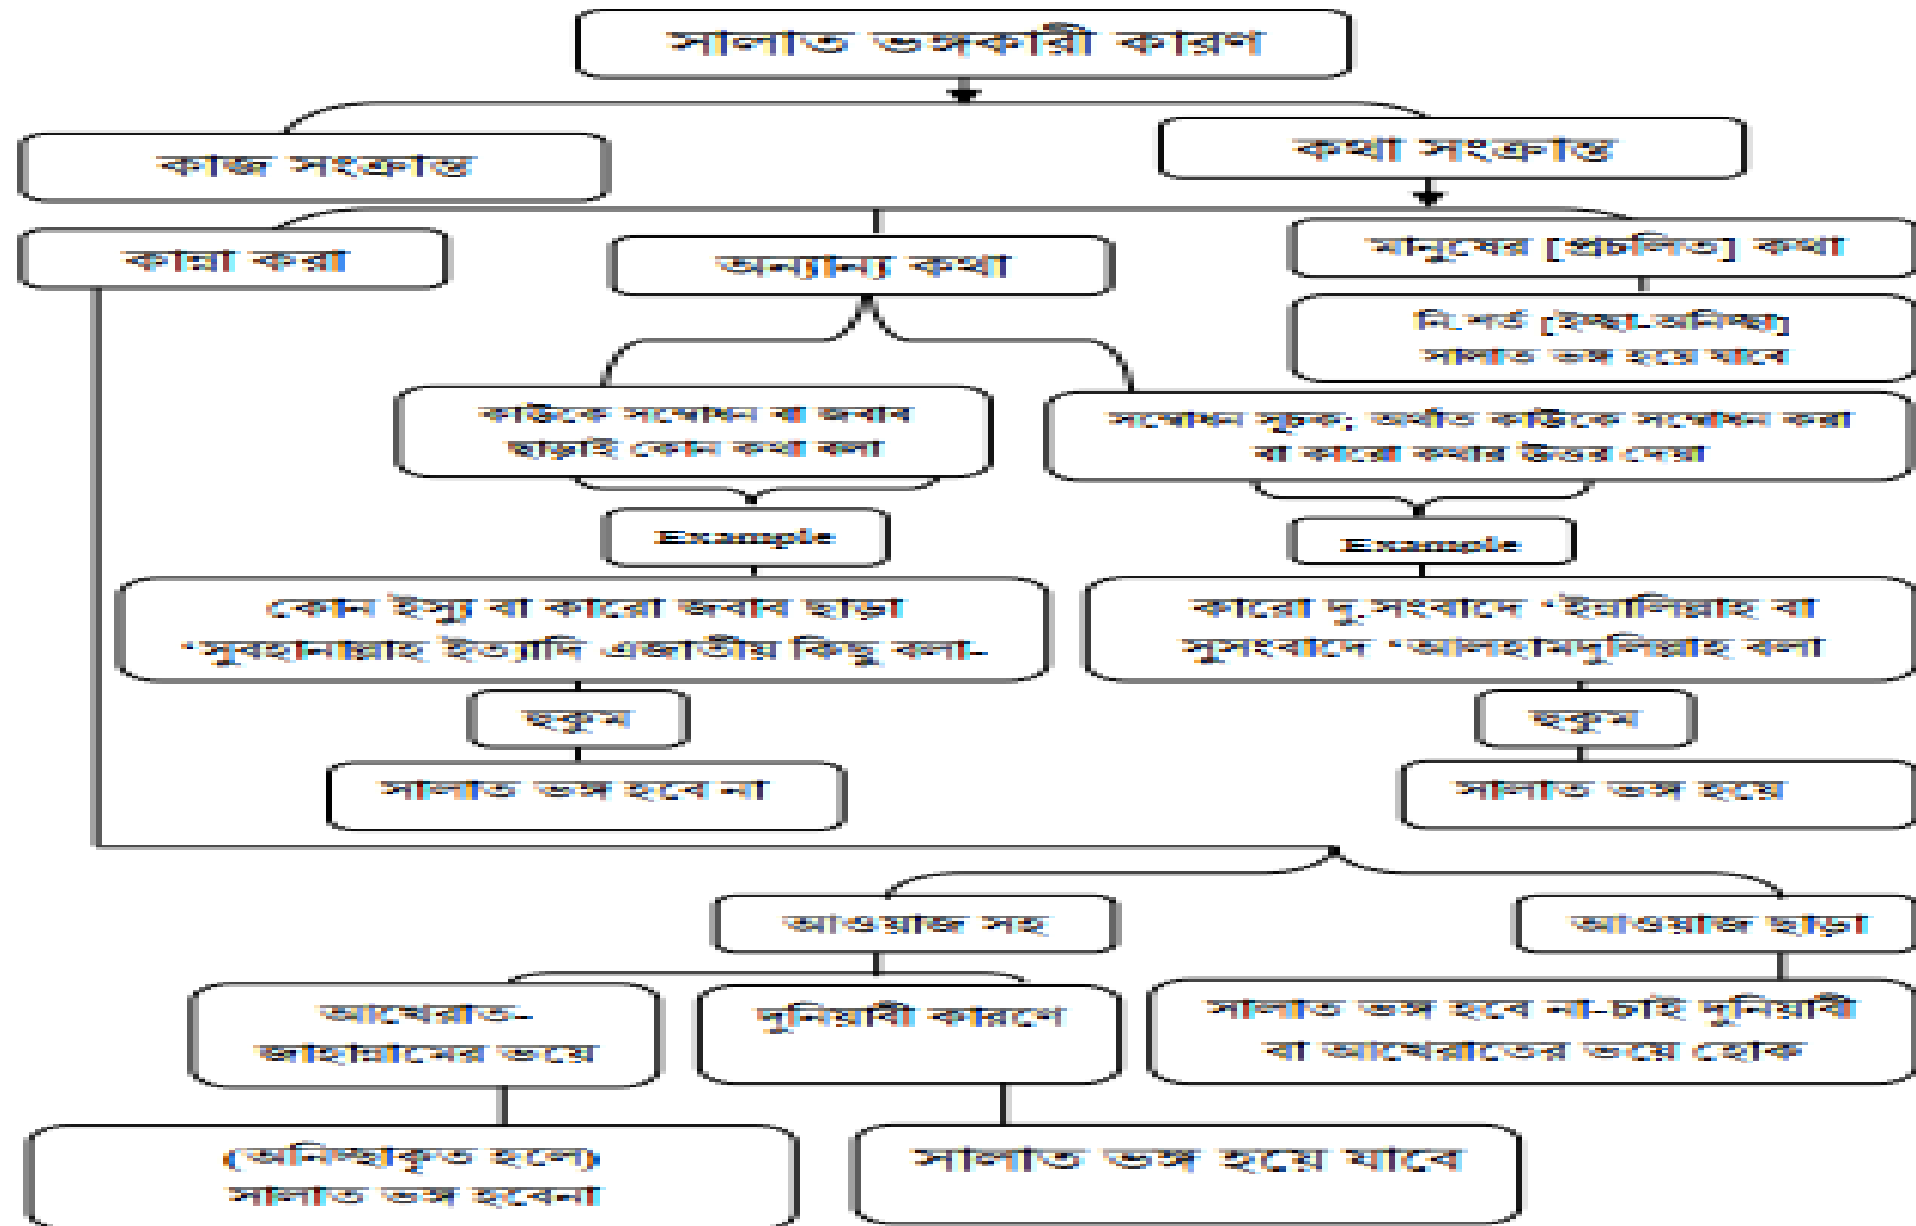 সালাত ভঙ্গকারী কারণ
কাজ সংক্রান্ত
কথা সংক্রান্ত
কান্না করা
অন্যান্য কথা
মানুষের [প্রচলিত] কথা
নি.শর্ত [ইচ্ছা-অনিচ্ছা]
সালাত ভঙ্গ হয়ে যাবে
কাউকে সম্বোধন বা জবাব
ছাড়াই কোন কথা বলা
সম্বোধন সূচক; অর্থাত কাউকে সম্বোধন করা
বা কারো কথার উত্তর দেয়া
Example
Example
কোন ইস্যু বা কারো জবাব ছাড়া
‘সুবহানাল্লাহ ইত্যাদি এজাতীয় কিছু বলা-
কারো দু.সংবাদে ‘ইন্নালিল্লাহ বা
সুসংবাদে ‘আলহামদুলিল্লাহ বলা
হুকুম
হুকুম
সালাত ভঙ্গ হবে না
সালাত ভঙ্গ হয়ে
আওয়াজ সহ
আওয়াজ ছাড়া
আখেরাত-
জাহান্নামের ভয়ে
দুনিয়াবী কারণে
সালাত ভঙ্গ হবে না-চাই দুনিয়াবী
বা আখেরাতের ভয়ে হোক
(অনিচ্ছাকৃত হলে)
সালাত ভঙ্গ হবেনা
সালাত ভঙ্গ হয়ে যাবে